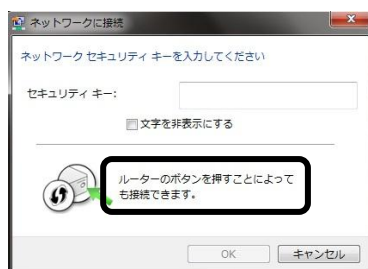 ネットワークに接続
ネットワーク セキュリティ キーを入力してください
セキュリティ キー:
文字を非表示にする
ルーターのボタンを押すことによって
も接続できます。
OK
キャンセル